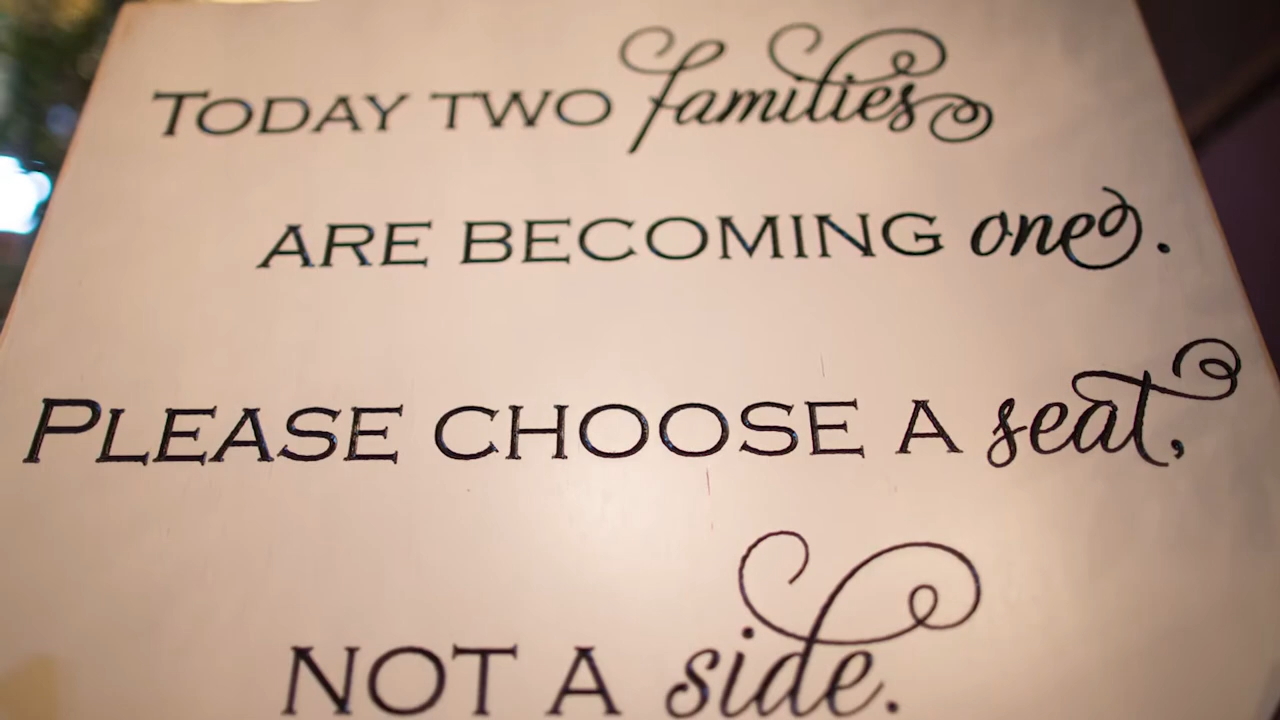 TODAY TWO families
ARE BECOMING one.
PLEASE CHOOSE A seat,
NOT A side.